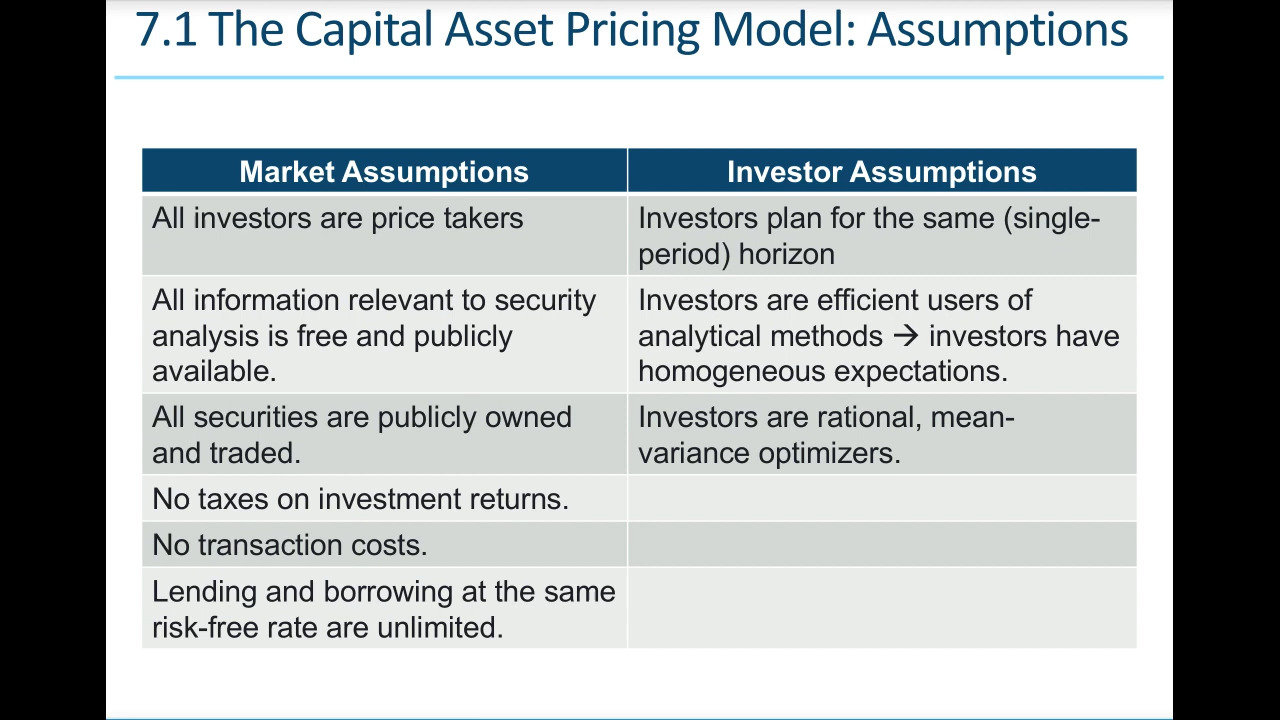 7.1 The Capital Asset Pricing Model: Assumptions
Market Assumptions
Investor Assumptions
All investors are price takers
Investors plan for the same (single-
period) horizon
All information relevant to security
analysis is free and publicly
available.
Investors are efficient users of
analytical methods → investors have
homogeneous expectations.
All securities are publicly owned
and traded.
Investors are rational, mean-
variance optimizers.
No taxes on investment returns.
No transaction costs.
Lending and borrowing at the same
risk-free rate are unlimited.